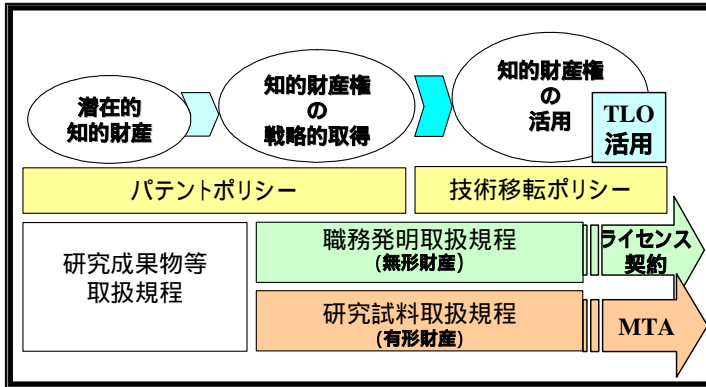 潜在的
知的財産
知的財産権
の
戦略的取得
知的財産権
の
活用
TLO
活用
パテントポリシー
技術移転ポリシー
研究成果物等
取扱規程
職務発明取扱規程
(無形財産)
ライセンス
契約
研究試料取扱規程
(有形財産)
MTA